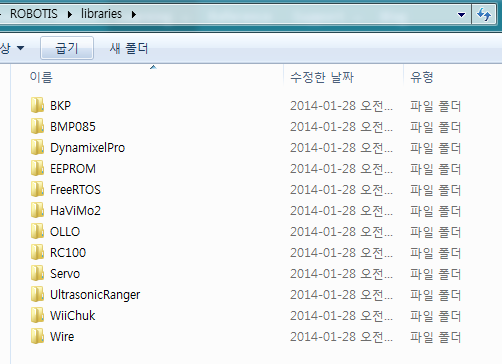 ROBOTIS ▸ libraries ▸
상 ▼ 굽기 새 폴더
이름 수정한 날짜 유형
BKP 2014-01-28 오전... 파일 폴더
BMP085 2014-01-28 오전... 파일 폴더
DynamixelPro 2014-01-28 오전... 파일 폴더
EEPROM 2014-01-28 오전... 파일 폴더
FreeRTOS 2014-01-28 오전... 파일 폴더
HaViMo2 2014-01-28 오전... 파일 폴더
OLLO 2014-01-28 오전... 파일 폴더
RC100 2014-01-28 오전... 파일 폴더
Servo 2014-01-28 오전... 파일 폴더
UltrasonicRanger 2014-01-28 오전... 파일 폴더
WiiChuk 2014-01-28 오전... 파일 폴더
Wire 2014-01-28 오전... 파일 폴더